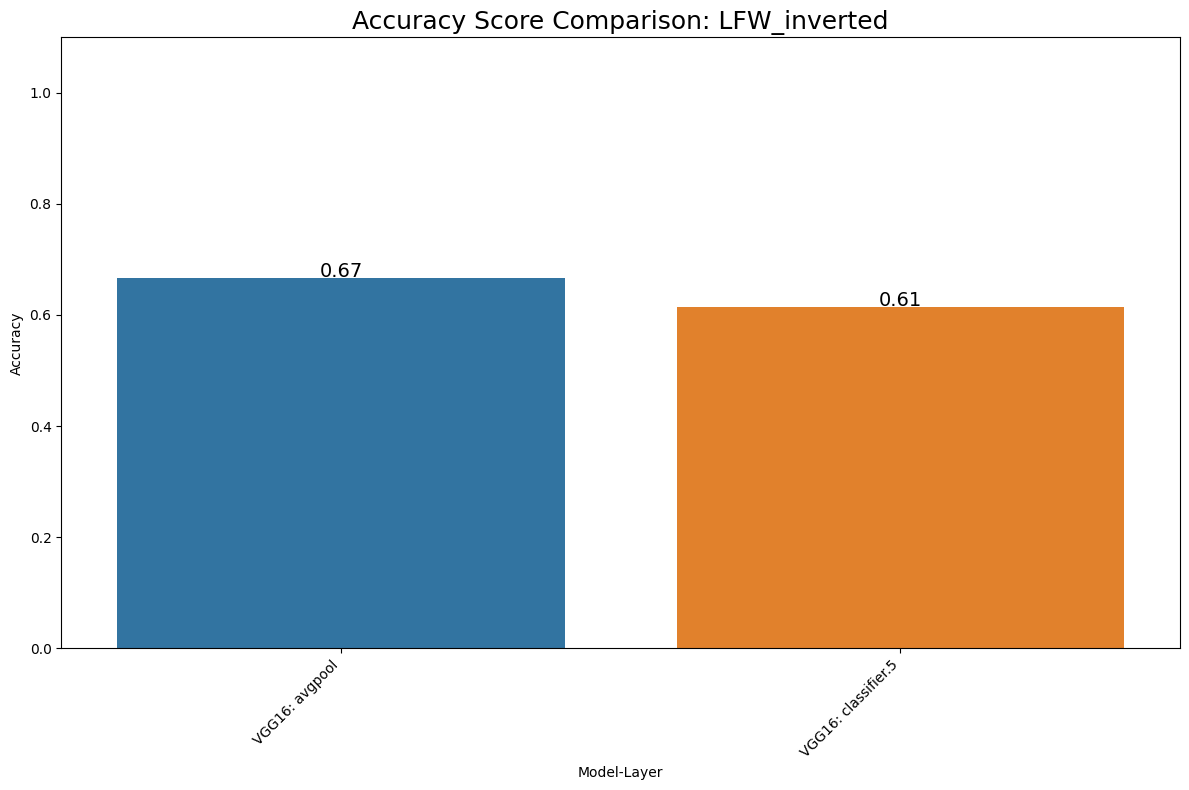 Accuracy Score Comparison: LFW_inverted
1.0
0.8
0.6
0.4
0.2
0.0
Accuracy
0.67
0.61
VGG16: avgpool
VGG16: classifier.5
Model-Layer